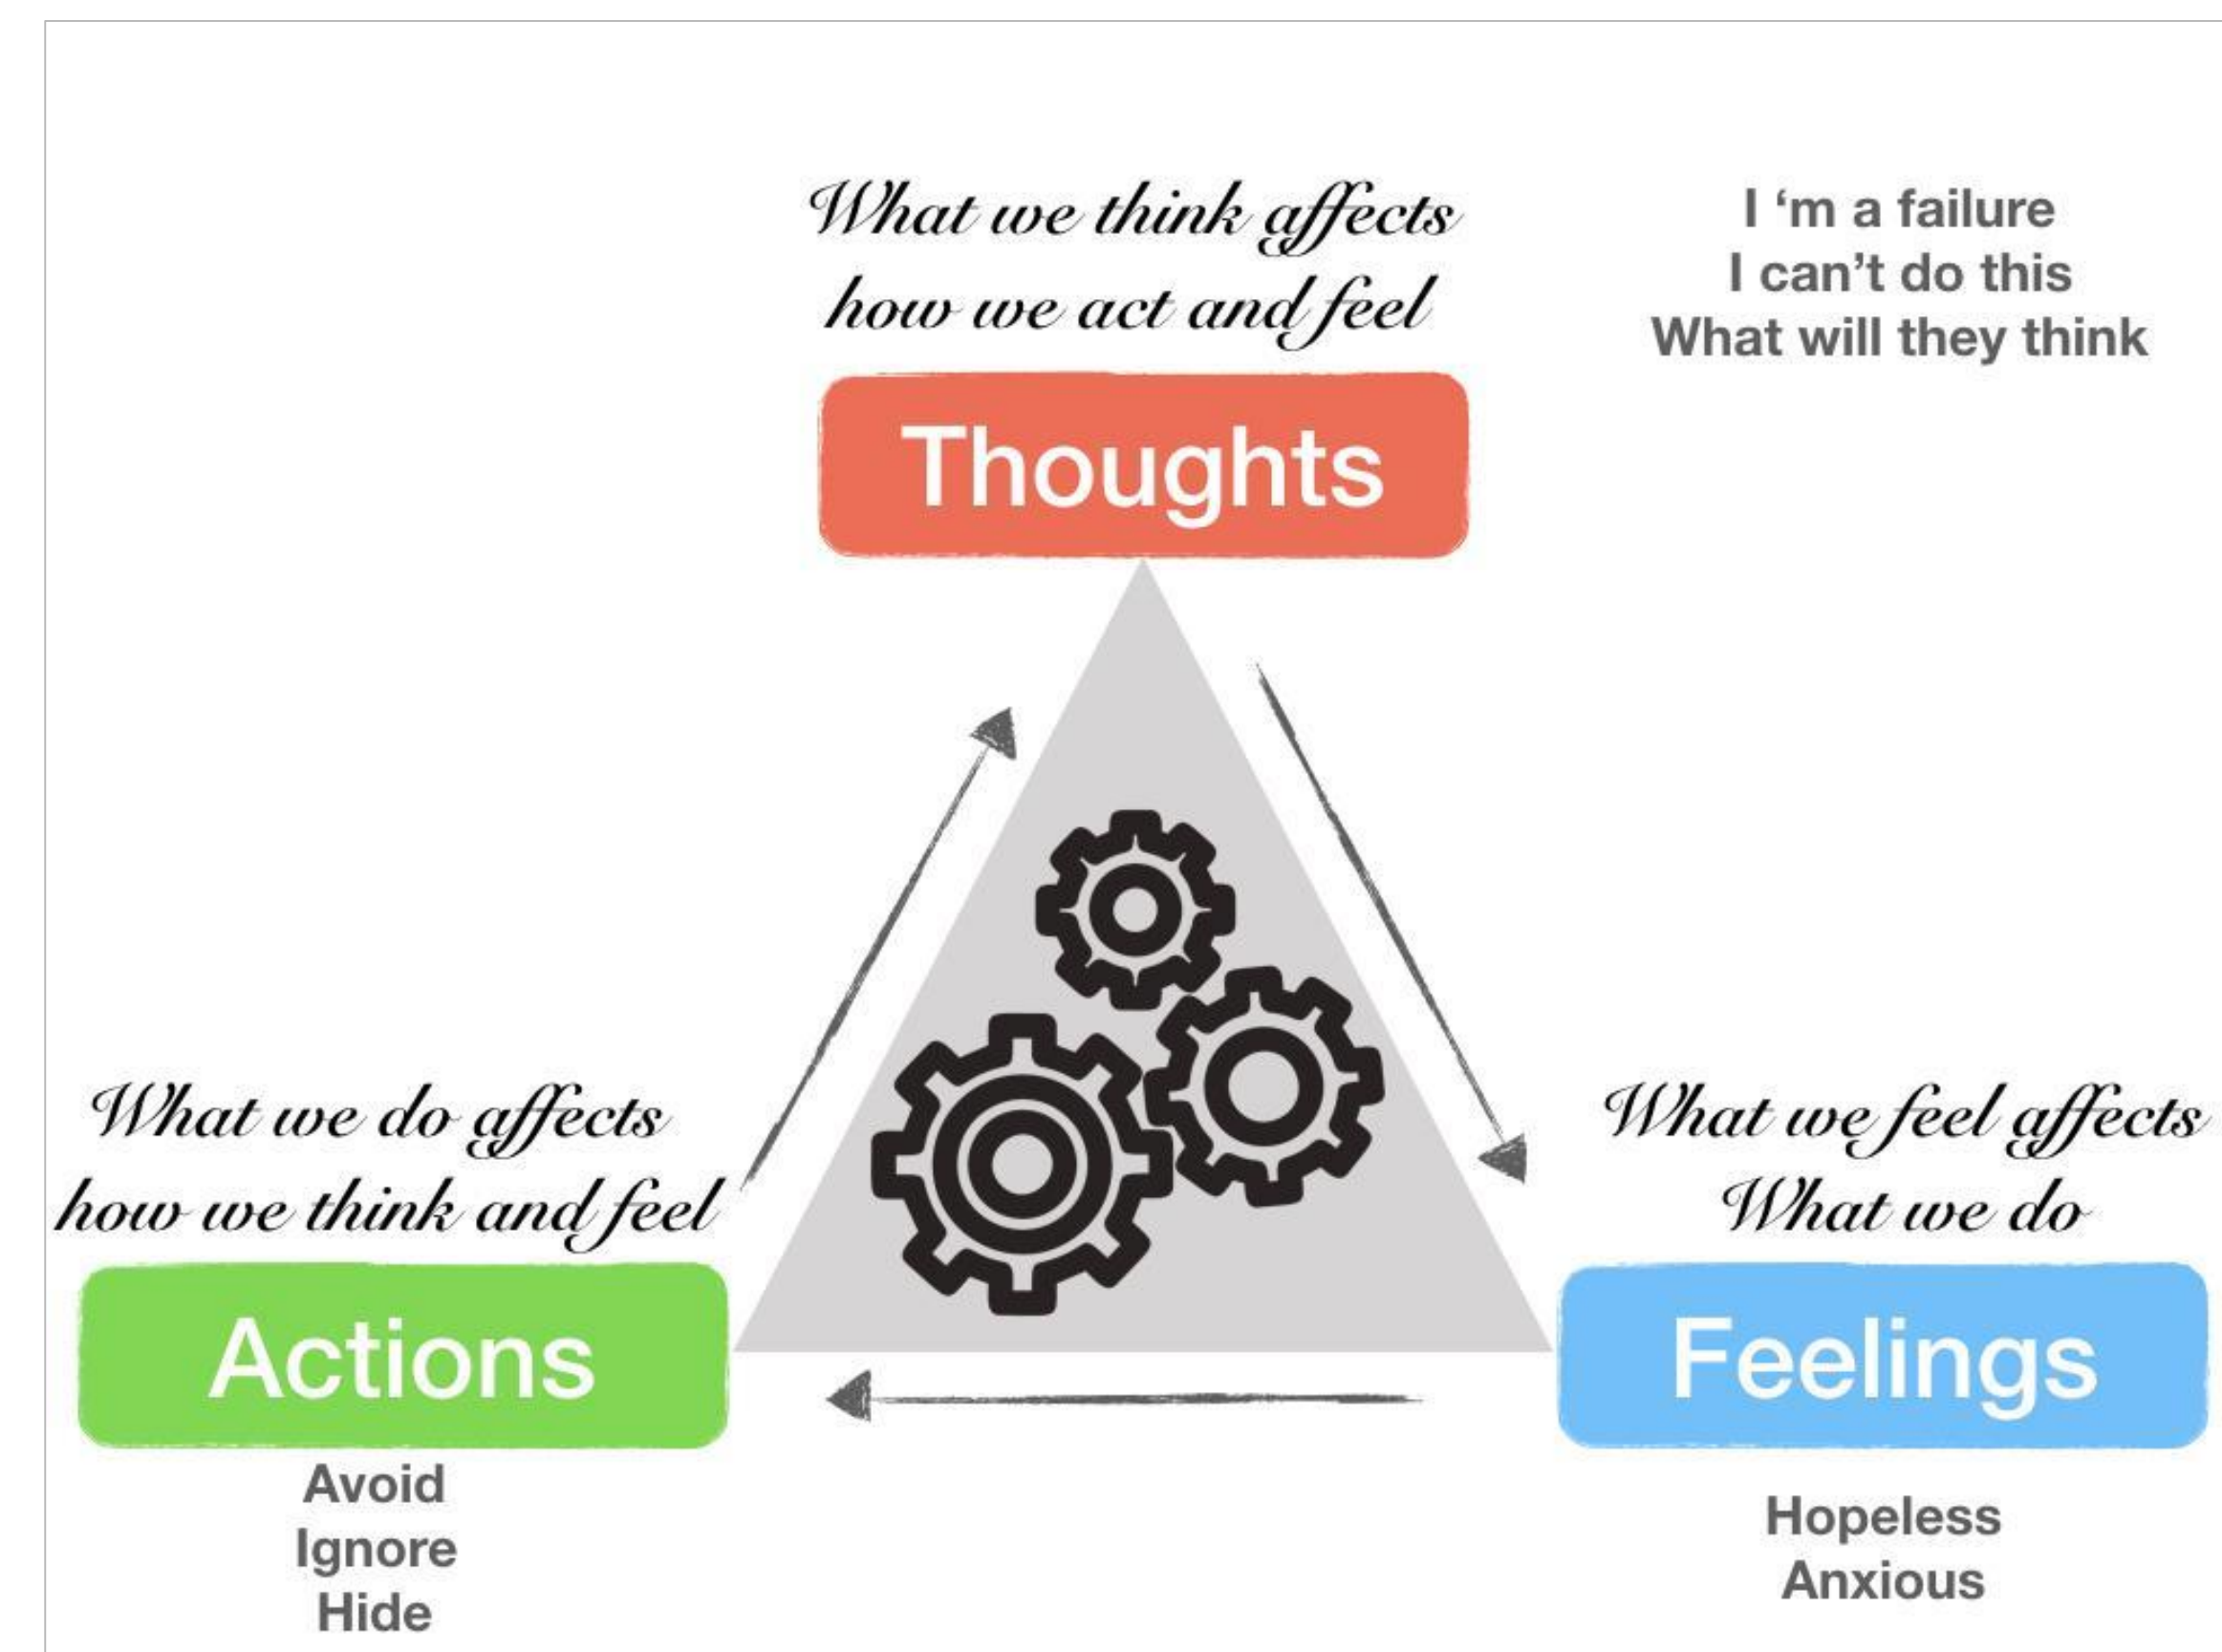 What we think affects
how we act and feel
I 'm a failure
I can't do this
What will they think
Thoughts
What we do affects
how we think and feel
What we feel affects
What we do
Actions
Feelings
Avoid
Ignore
Hide
Hopeless
Anxious